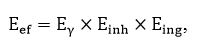 E_ef = E_γ × E_inh × E_ing,